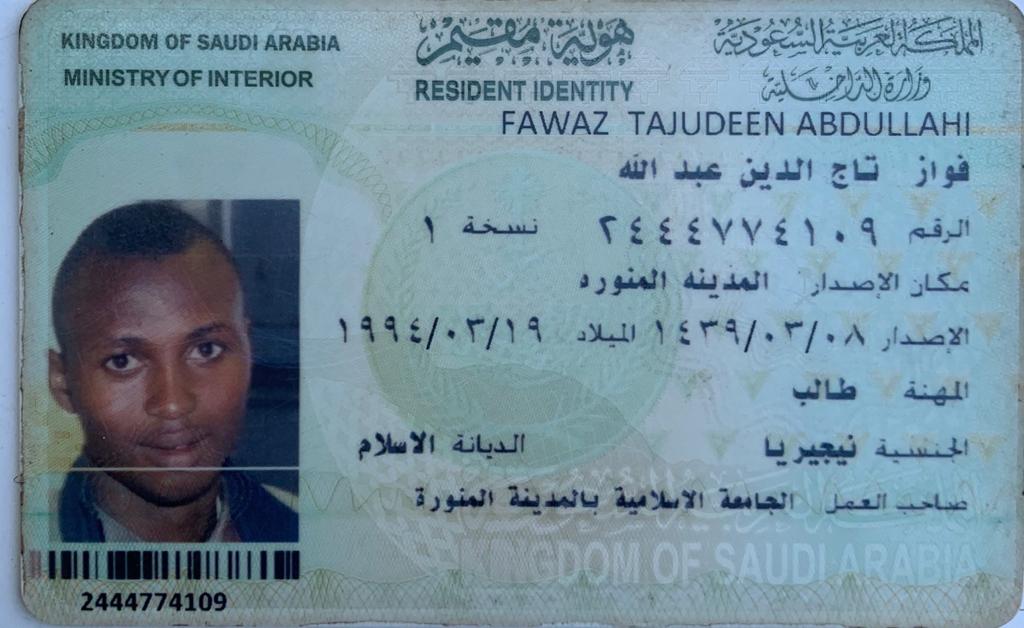 KINGDOM OF SAUDI ARABIA
MINISTRY OF INTERIOR
هوية مقيم
RESIDENT IDENTITY
المملكة العربية السعودية
وزارة الداخلية
FAWAZ TAJUDEEN ABDULLAHI
فواز تاج الدين عبد الله
الرقم ٢٤٤٤٧٧٤١٠٩ نسخة ١
مكان الإصدار المدينه المنوره
الإصدار ١٤٣٩/٠٣/٠٨ الميلاد ١٩٩٤/٠٣/١٩
المهنة طالب
الجنسية نيجيريا الديانة الاسلام
صاحب العمل الجامعة الاسلامية بالمدينة المنورة
KINGDOM OF SAUDI ARABIA
2444774109